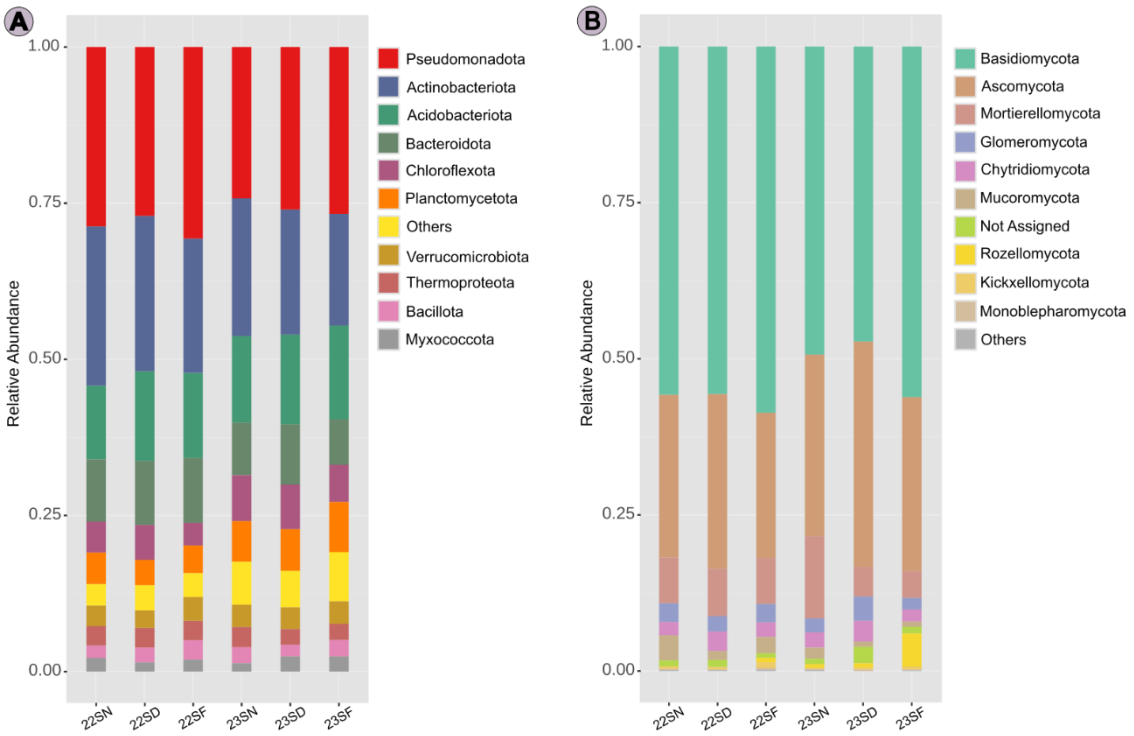 A
Relative Abundance
1.00
0.75
0.50
0.25
0.00
22SN
22SD
22SF
23SN
23SD
23SF
Pseudomonadota
Actinobacteriota
Acidobacteriota
Bacteroidota
Chloroflexota
Planctomycetota
Others
Verrucomicrobiota
Thermoproteota
Bacillota
Myxococcota
B
Relative Abundance
1.00
0.75
0.50
0.25
0.00
22SN
22SD
22SF
23SN
23SD
23SF
Basidiomycota
Ascomycota
Mortierellomycota
Glomeromycota
Chytridiomycota
Mucoromycota
Not Assigned
Rozellomycota
Kickxellomycota
Monoblepharomycota
Others